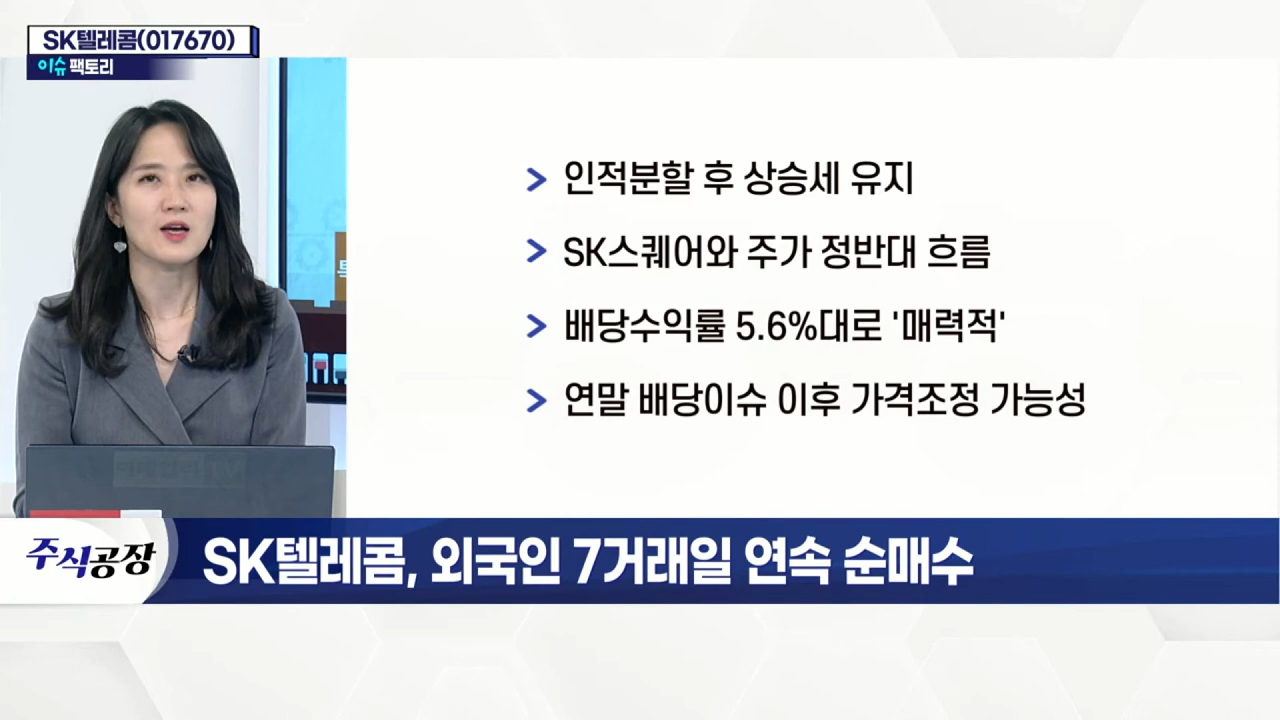 SK텔레콤(017670)
이슈 팩토리
> 인적분할 후 상승세 유지
> SK스퀘어와 주가 정반대 흐름
> 배당수익률 5.6%대로 '매력적'
> 연말 배당이슈 이후 가격조정 가능성
주식공장
SK텔레콤, 외국인 7거래일 연속 순매수